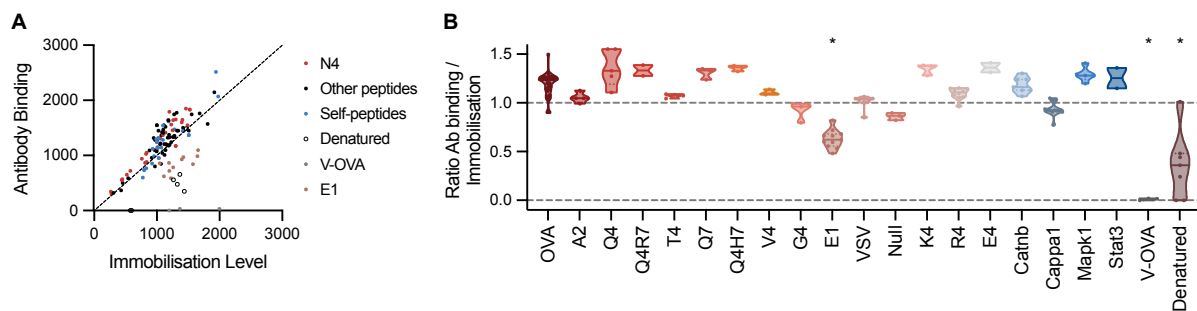 A
3000
2000
1000
0
0
1000
2000
3000
Antibody Binding
Immobilisation Level
N4
Other peptides
Self-peptides
Denatured
V-OVA
E1
B
Ratio Ab binding /
Immobilisation
1.5
1.0
0.5
0.0
*
*
*
OVA
A2
Q4
Q4R7
T4
Q7
Q4H7
V4
G4
E1
VSV
Null
K4
R4
E4
Catnb
Cappa1
Mapk1
Stat3
V-OVA
Denatured